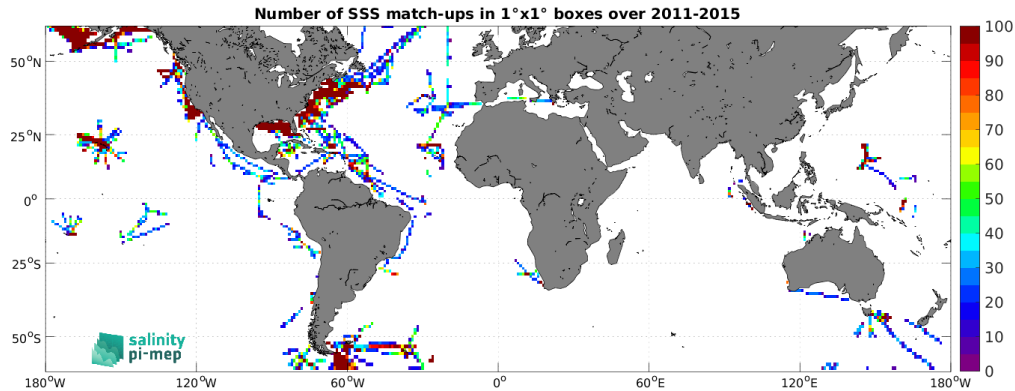 Number of SSS match-ups in 1°x1° boxes over 2011-2015
50°N
25°N
0°
25°S
50°S
180°W
120°W
60°W
0°
60°E
120°E
180°W
100
90
80
70
60
50
40
30
20
10
0
salinity
pi-mep